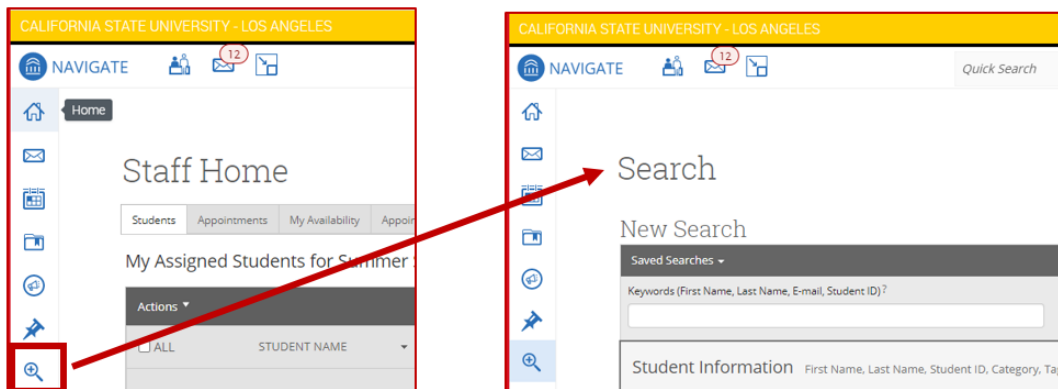 CALIFORNIA STATE UNIVERSITY - LOS ANGELES
NAVIGATE
12
Home
Staff Home
Students Appointments My Availability
My Assigned Students for Summer
Actions
ALL STUDENT NAME
CALIFORNIA STATE UNIVERSITY - LOS ANGELES
NAVIGATE
12
Quick Search
Search
New Search
Saved Searches
Keywords (First Name, Last Name, E-mail, Student ID)?
Student Information First Name, Last Name, Student ID, Category,